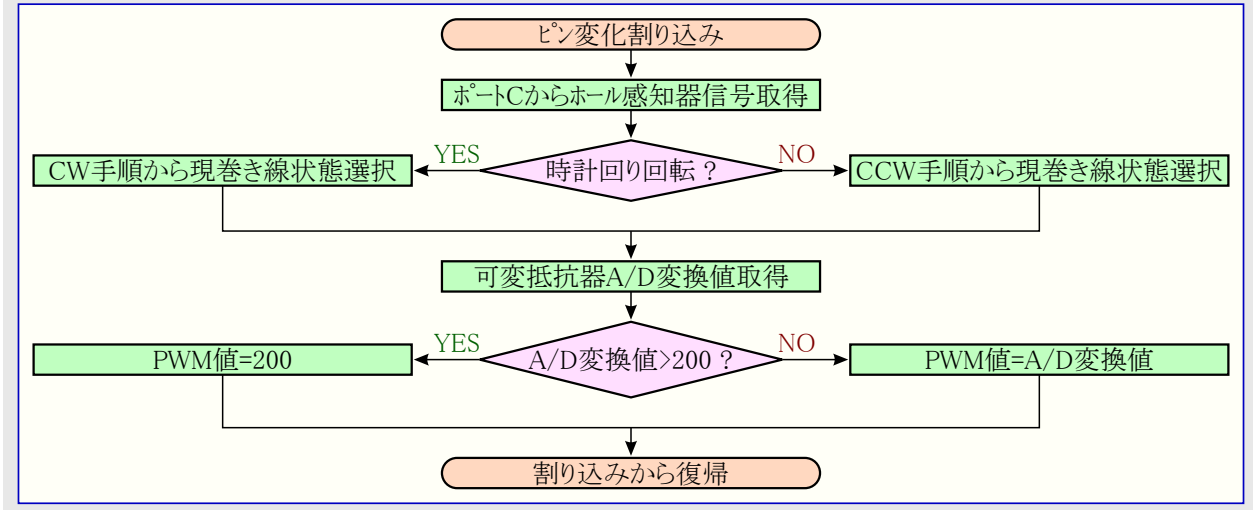 ﾋﾟﾝ変化割り込み
ﾎﾟｰﾄCからﾎｰﾙ感知器信号取得
YES
時計回り回転 ?
NO
CW手順から現巻き線状態選択
CCW手順から現巻き線状態選択
可変抵抗器A/D変換値取得
YES
A/D変換値>200 ?
NO
PWM値=200
PWM値=A/D変換値
割り込みから復帰